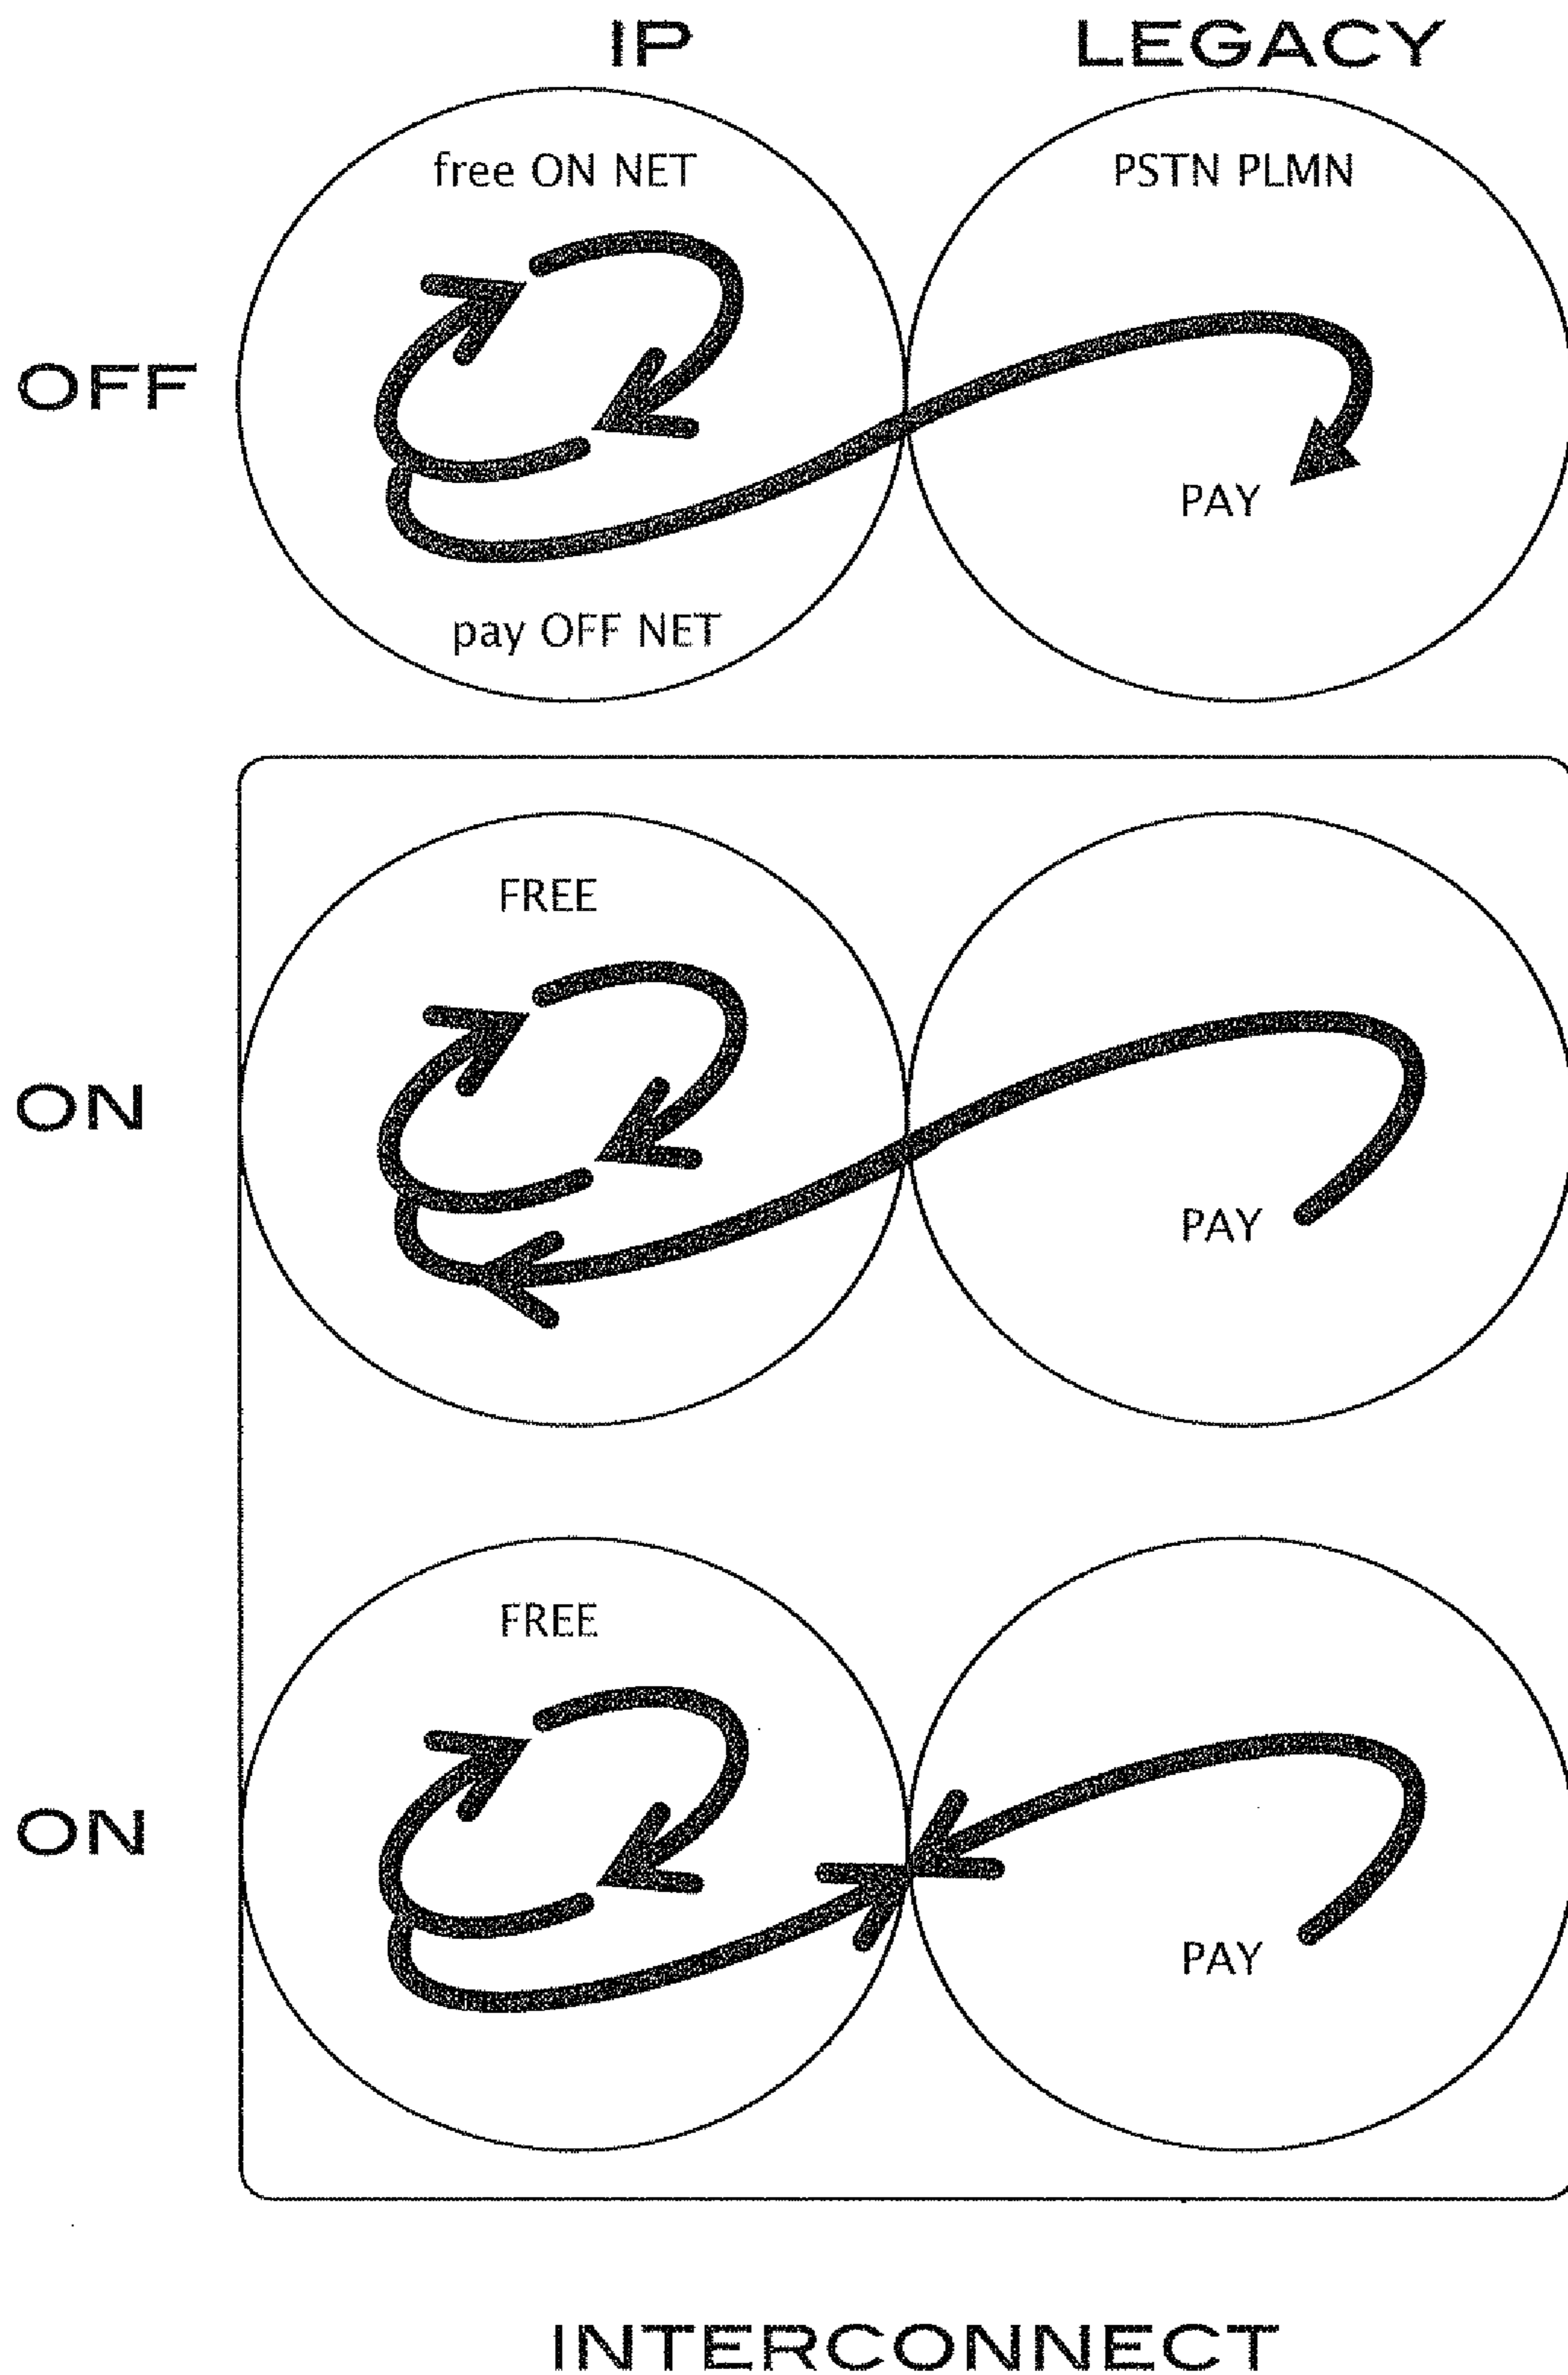 IP LEGACY
free ON NET PSTN PLMN
OFF
PAY
pay OFF NET
FREE
ON
PAY
FREE
ON
PAY
INTERCONNECT